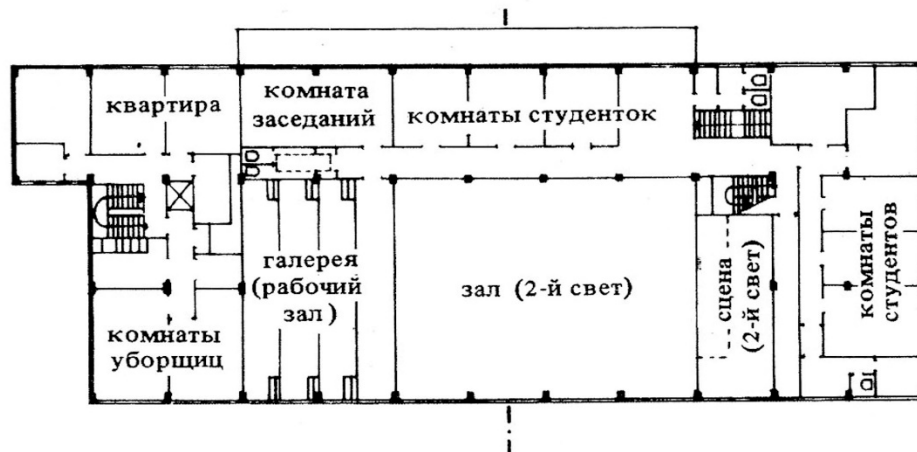 квартира
комната
заседаний
комнаты студенток
галерея
(рабочий
зал)
зал (2-й свет)
сцена
(2-й свет)
комнаты
студентов
комнаты
уборщиц